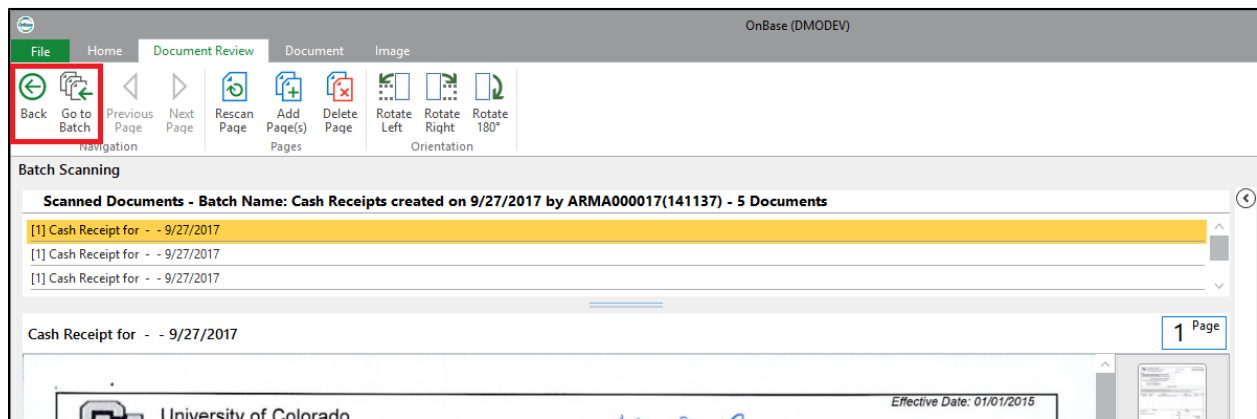 OnBase
OnBase (DMODEV)
File Home Document Review Document Image
Back Go to Batch Previous Page Next Page Rescan Page Add Page(s) Delete Page Rotate Left Rotate Right Rotate 180°
Navigation Pages Orientation
Batch Scanning
Scanned Documents - Batch Name: Cash Receipts created on 9/27/2017 by ARMA000017(141137) - 5 Documents
[1] Cash Receipt for - - 9/27/2017
[1] Cash Receipt for - - 9/27/2017
[1] Cash Receipt for - - 9/27/2017
Cash Receipt for - - 9/27/2017
1 Page
Effective Date: 01/01/2015
University of Colorado